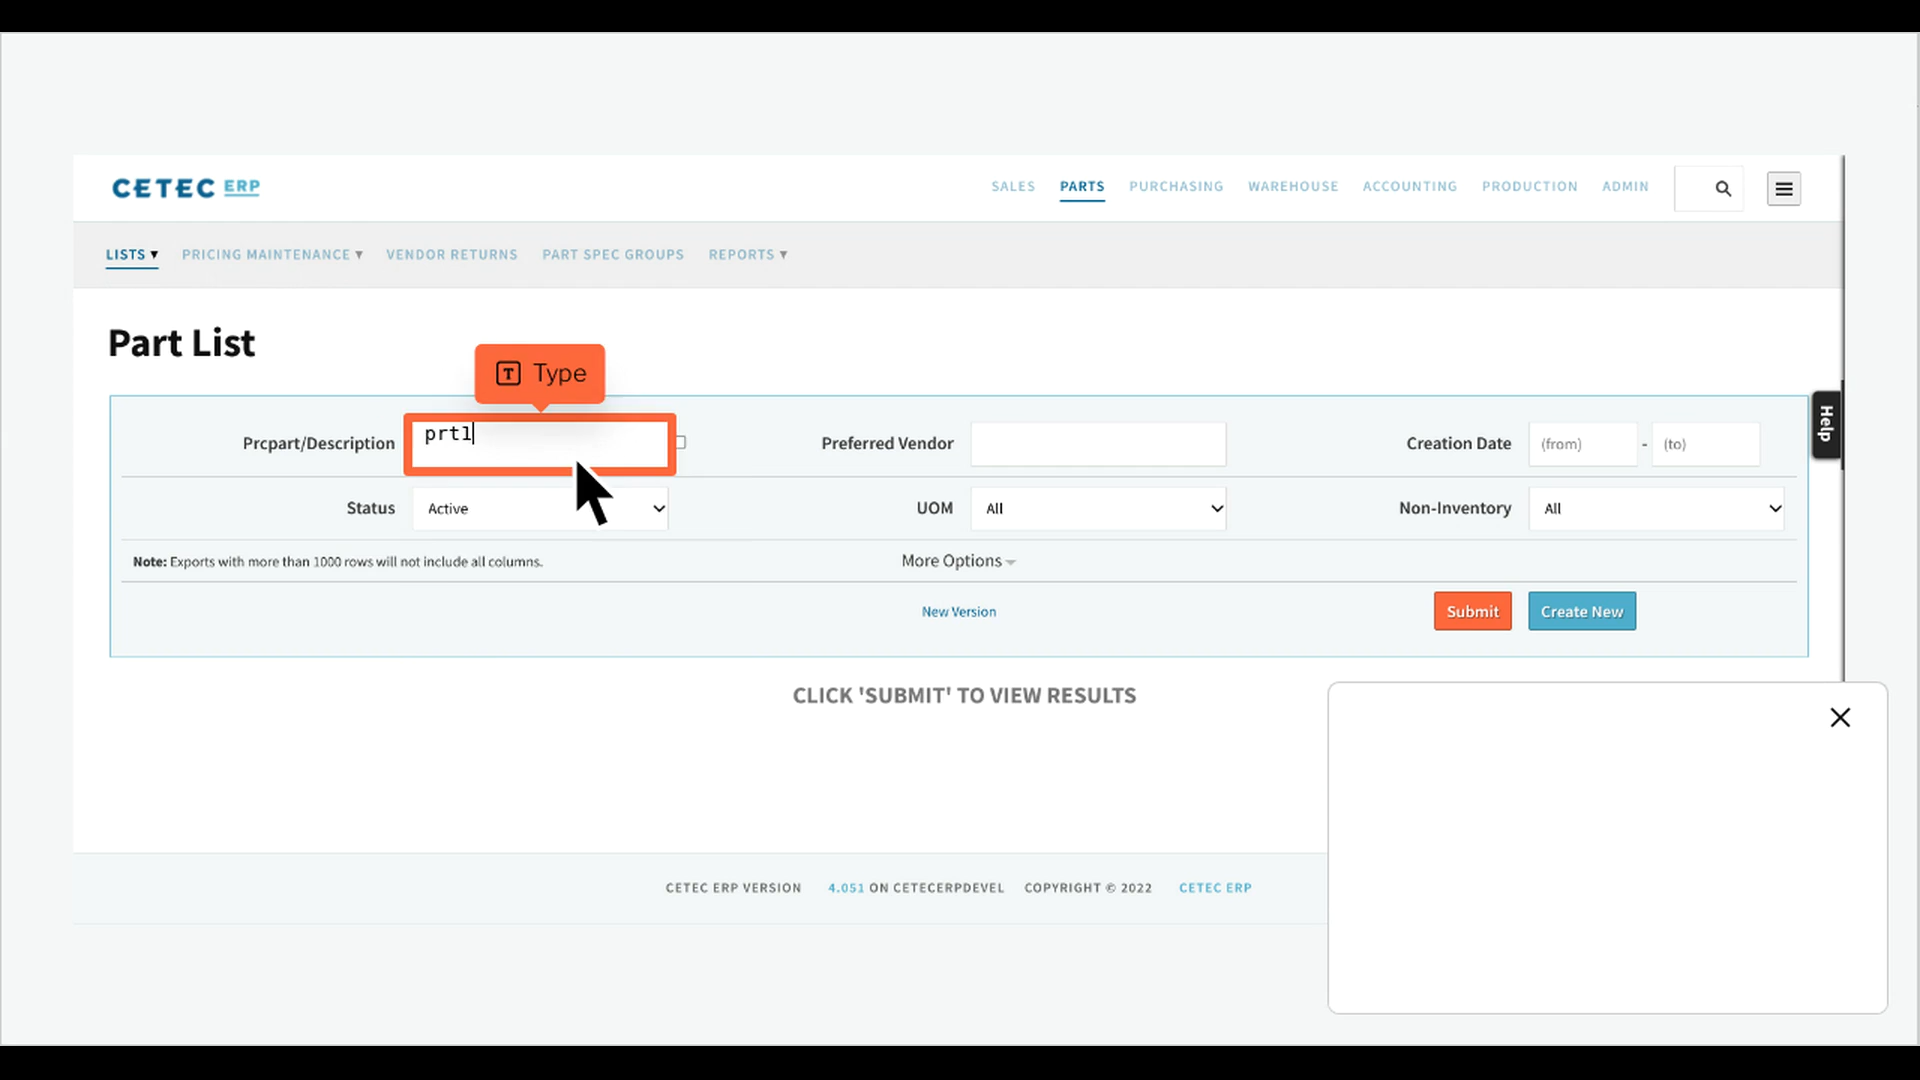 CETEC ERP
SALES PARTS PURCHASING WAREHOUSE ACCOUNTING PRODUCTION ADMIN
LISTS ▼ PRICING MAINTENANCE ▼ VENDOR RETURNS PART SPEC GROUPS REPORTS ▼
Part List
Type
Prcpart/Description prt1 Preferred Vendor Creation Date (from) - (to)
Help
Status Active UOM All Non-Inventory All
Note: Exports with more than 1000 rows will not include all columns. More Options
New Version Submit Create New
CLICK 'SUBMIT' TO VIEW RESULTS
CETEC ERP VERSION 4.051 ON CETECERPDEVEL COPYRIGHT © 2022 CETEC ERP